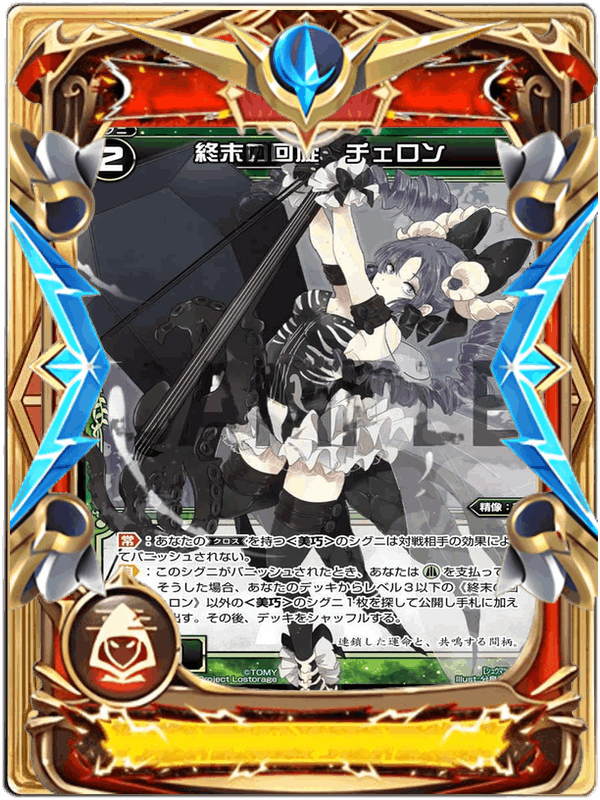 2
終末の回旋 チェロン
SAMPLE
精像：
常：あなたのクロスを持つ<美巧>のシグニは対戦相手の効果によ
てバニッシュされない。
：このシグニがバニッシュされたとき、あなたは を支払って
そうした場合、あなたのデッキからレベル３以下の《終末
ロン》以外の<美巧>のシグニ１枚を探して公開し手札に加え
出す。その後、デッキをシャッフルする。
連鎖した運命と、共鳴する間柄。
©TOMY
Project Lostorage
Illust